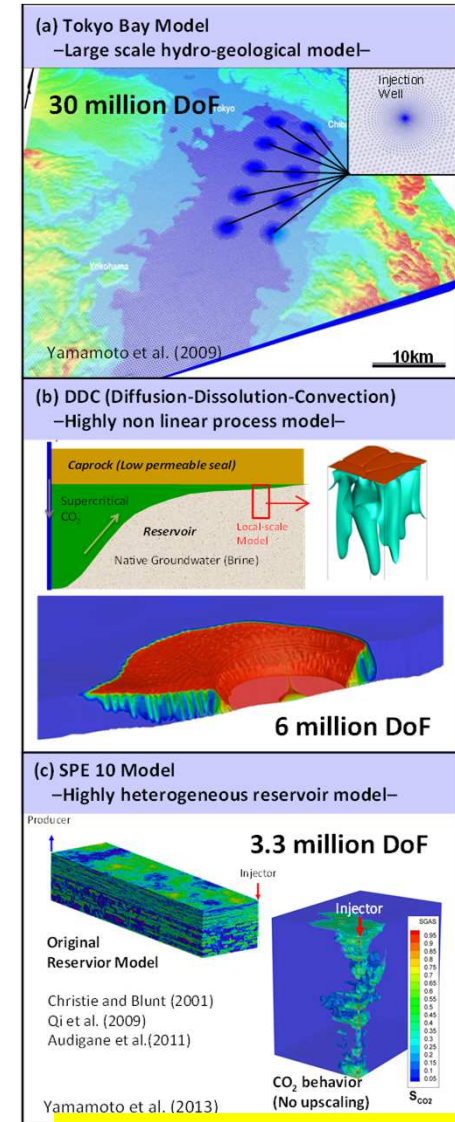 (a) Tokyo Bay Model
–Large scale hydro-geological model–
30 million DoF
Tokyo
Chiba
Injection
Well
Yokohama
Yamamoto et al. (2009)
10km
(b) DDC (Diffusion-Dissolution-Convection)
–Highly non linear process model–
Caprock (Low permeable seal)
Supercritical
CO2
Reservoir
Native Groundwater (Brine)
Local-scale
Model
6 million DoF
(c) SPE 10 Model
–Highly heterogeneous reservoir model–
Producer
3.3 million DoF
Injector
Original
Reservior Model
Christie and Blunt (2001)
Qi et al. (2009)
Audigane et al.(2011)
Injector
SGAS
0.95
0.9
0.85
0.8
0.75
0.7
0.65
0.6
0.55
0.5
0.45
0.4
0.35
0.3
0.25
0.2
0.15
0.1
0.05
SCO2
CO2 behavior
(No upscaling)
Yamamoto et al. (2013)